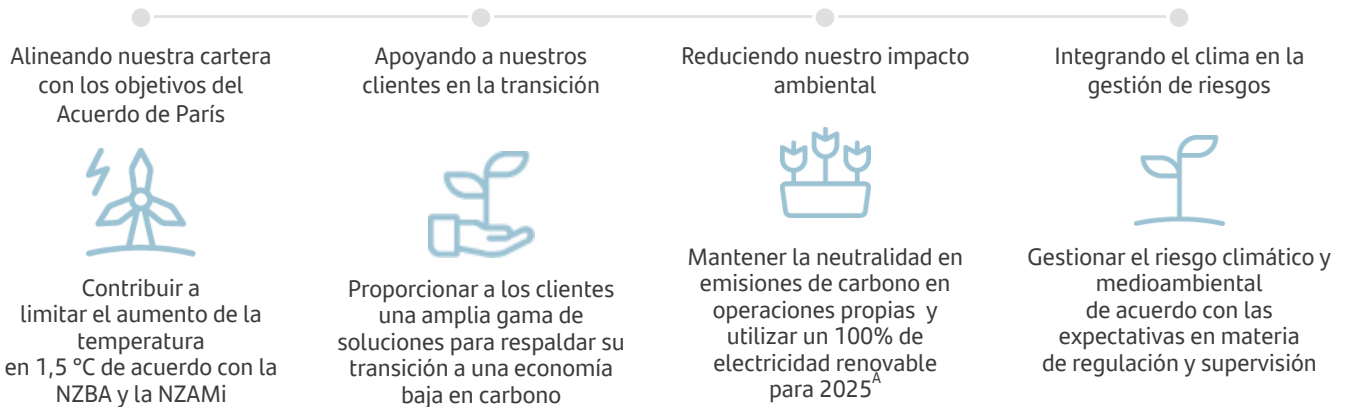 Alineando nuestra cartera
con los objetivos del
Acuerdo de París
Contribuir a
limitar el aumento de la
temperatura
en 1,5 °C de acuerdo con la
NZBA y la NZAMi
Apoyando a nuestros
clientes en la transición
Proporcionar a los clientes
una amplia gama de
soluciones para respaldar su
transición a una economía
baja en carbono
Reduciendo nuestro impacto
ambiental
Mantener la neutralidad en
emisiones de carbono en
operaciones propias y
utilizar un 100% de
electricidad renovable
para 2025^A
Integrando el clima en la
gestión de riesgos
Gestionar el riesgo climático y
medioambiental
de acuerdo con las
expectativas en materia
de regulación y supervisión